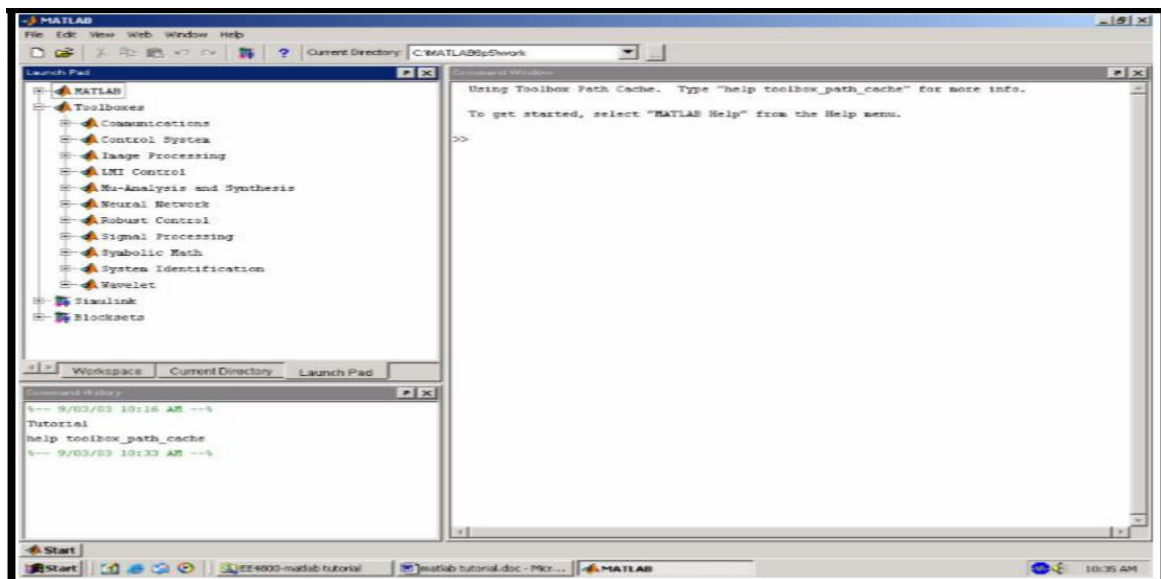 MATLAB
File Edit View Web Window Help
? Current Directory: C:\MATLAB6p5\work
Launch Pad
MATLAB
Toolboxes
Communications
Control System
Image Processing
LMI Control
Mu-Analysis and Synthesis
Neural Network
Robust Control
Signal Processing
Symbolic Math
System Identification
Wavelet
Simulink
Blocksets
Workspace Current Directory Launch Pad
Command History
%-- 9/03/03 10:16 AM --%
Tutorial
help toolbox_path_cache
%-- 9/03/03 10:33 AM --%
Command Window
Using Toolbox Path Cache. Type "help toolbox_path_cache" for more info.
To get started, select "MATLAB Help" from the Help menu.
>>
Start
Start EE4800-matlab tutorial matlab tutorial.doc - Micr... MATLAB 10:35 AM